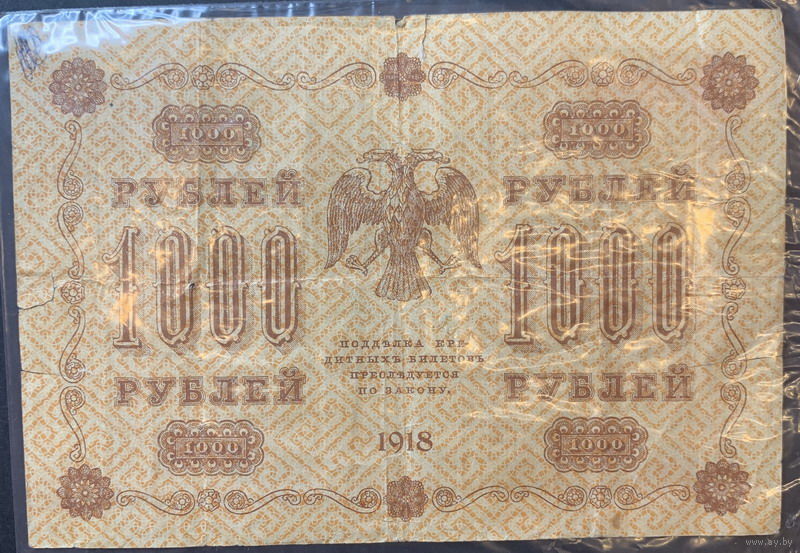 1000 1000
РУБЛЕЙ РУБЛЕЙ
1000 1000
ПОДДѢЛКА КРЕ-
ДИТНЫХЪ БИЛЕТОВЪ
ПРЕСЛѢДУЕТСЯ
ПО ЗАКОНУ.
РУБЛЕЙ РУБЛЕЙ
1918
1000 1000
www.ay.by